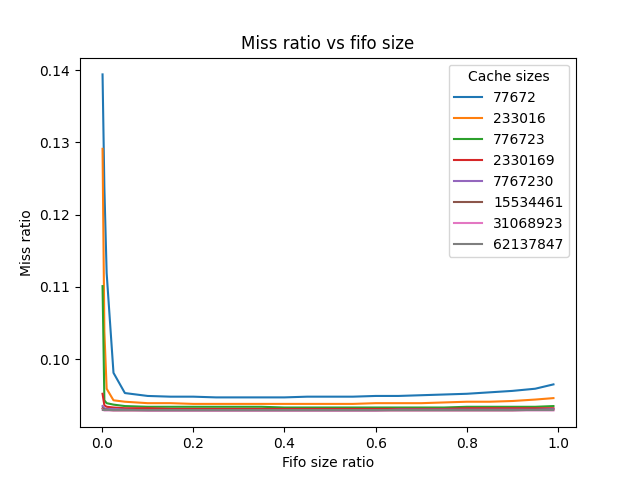 Miss ratio vs fifo size
Miss ratio
0.14
0.13
0.12
0.11
0.10
Cache sizes
77672
233016
776723
2330169
7767230
15534461
31068923
62137847
0.0 0.2 0.4 0.6 0.8 1.0
Fifo size ratio